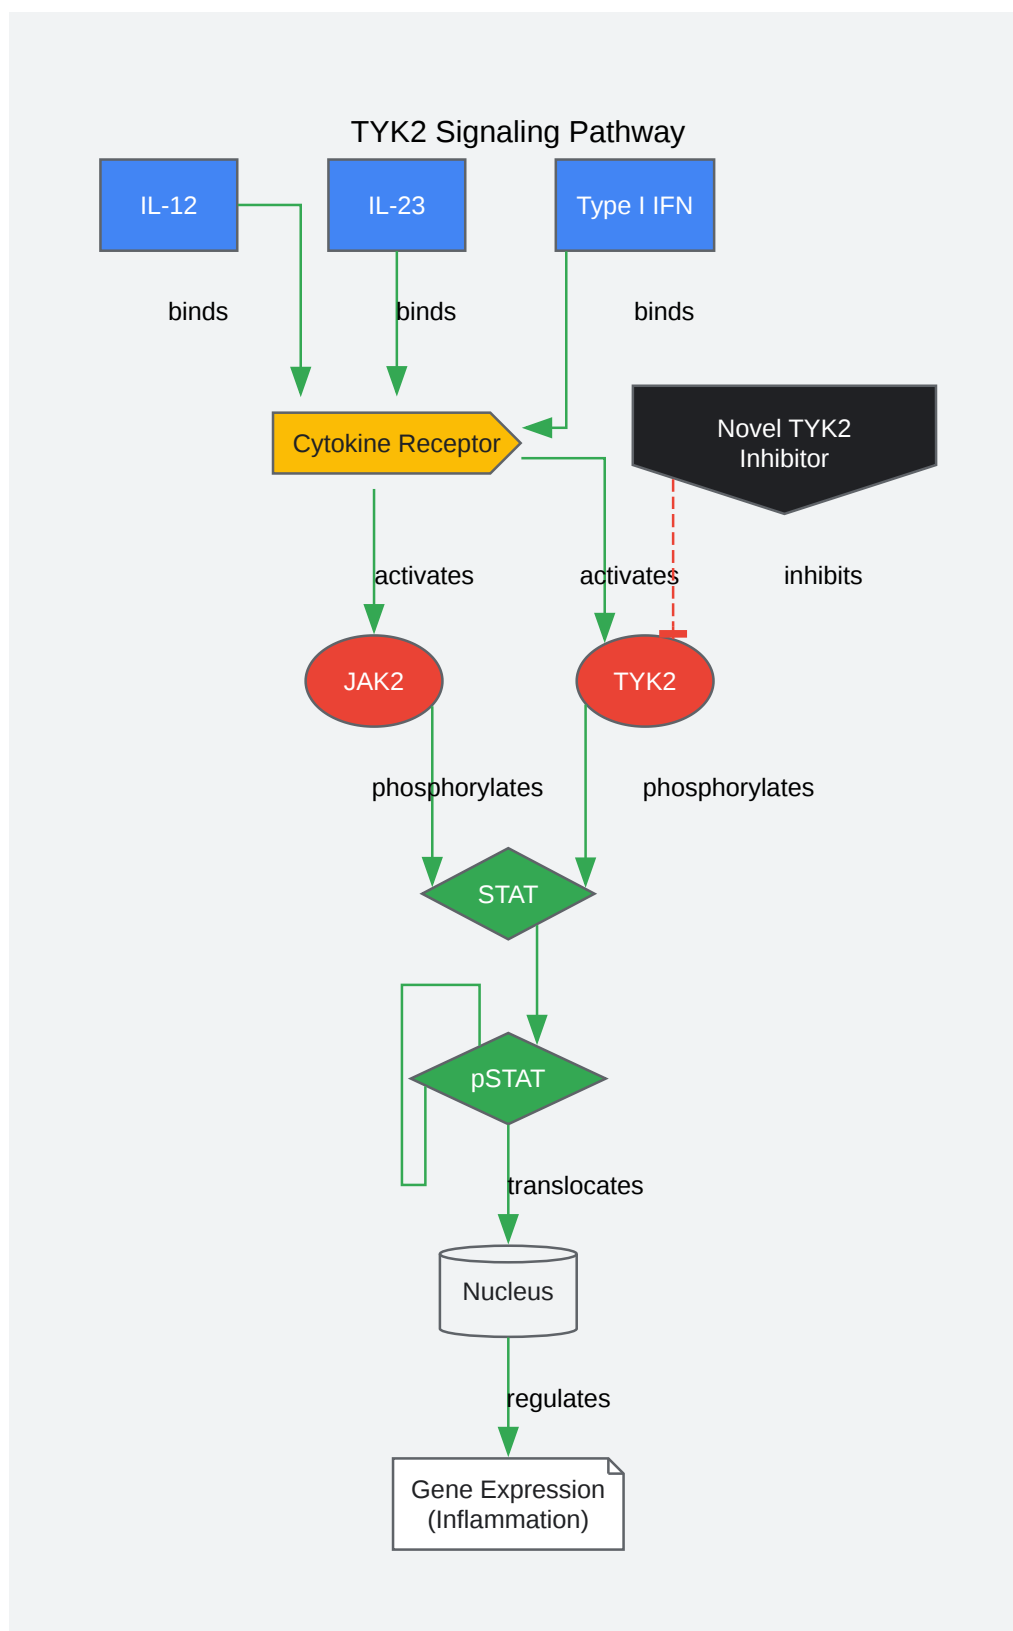 TYK2 Signaling Pathway
IL-12
IL-23
Type I IFN
binds
binds
binds
Cytokine Receptor
Novel TYK2
Inhibitor
activates
activates
inhibits
JAK2
TYK2
phosphorylates
phosphorylates
STAT
pSTAT
translocates
Nucleus
regulates
Gene Expression
(Inflammation)